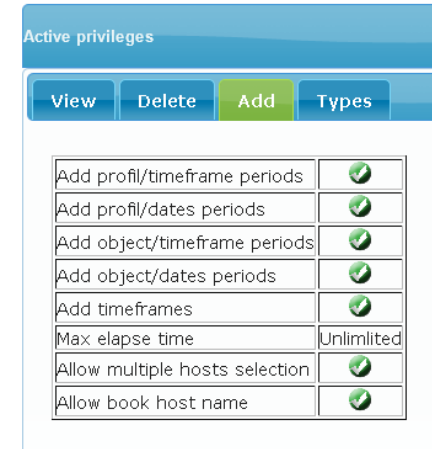 Active privileges
View Delete Add Types
Add profil/timeframe periods
Add profil/dates periods
Add object/timeframe periods
Add object/dates periods
Add timeframes
Max elapse time Unlimlited
Allow multiple hosts selection
Allow book host name